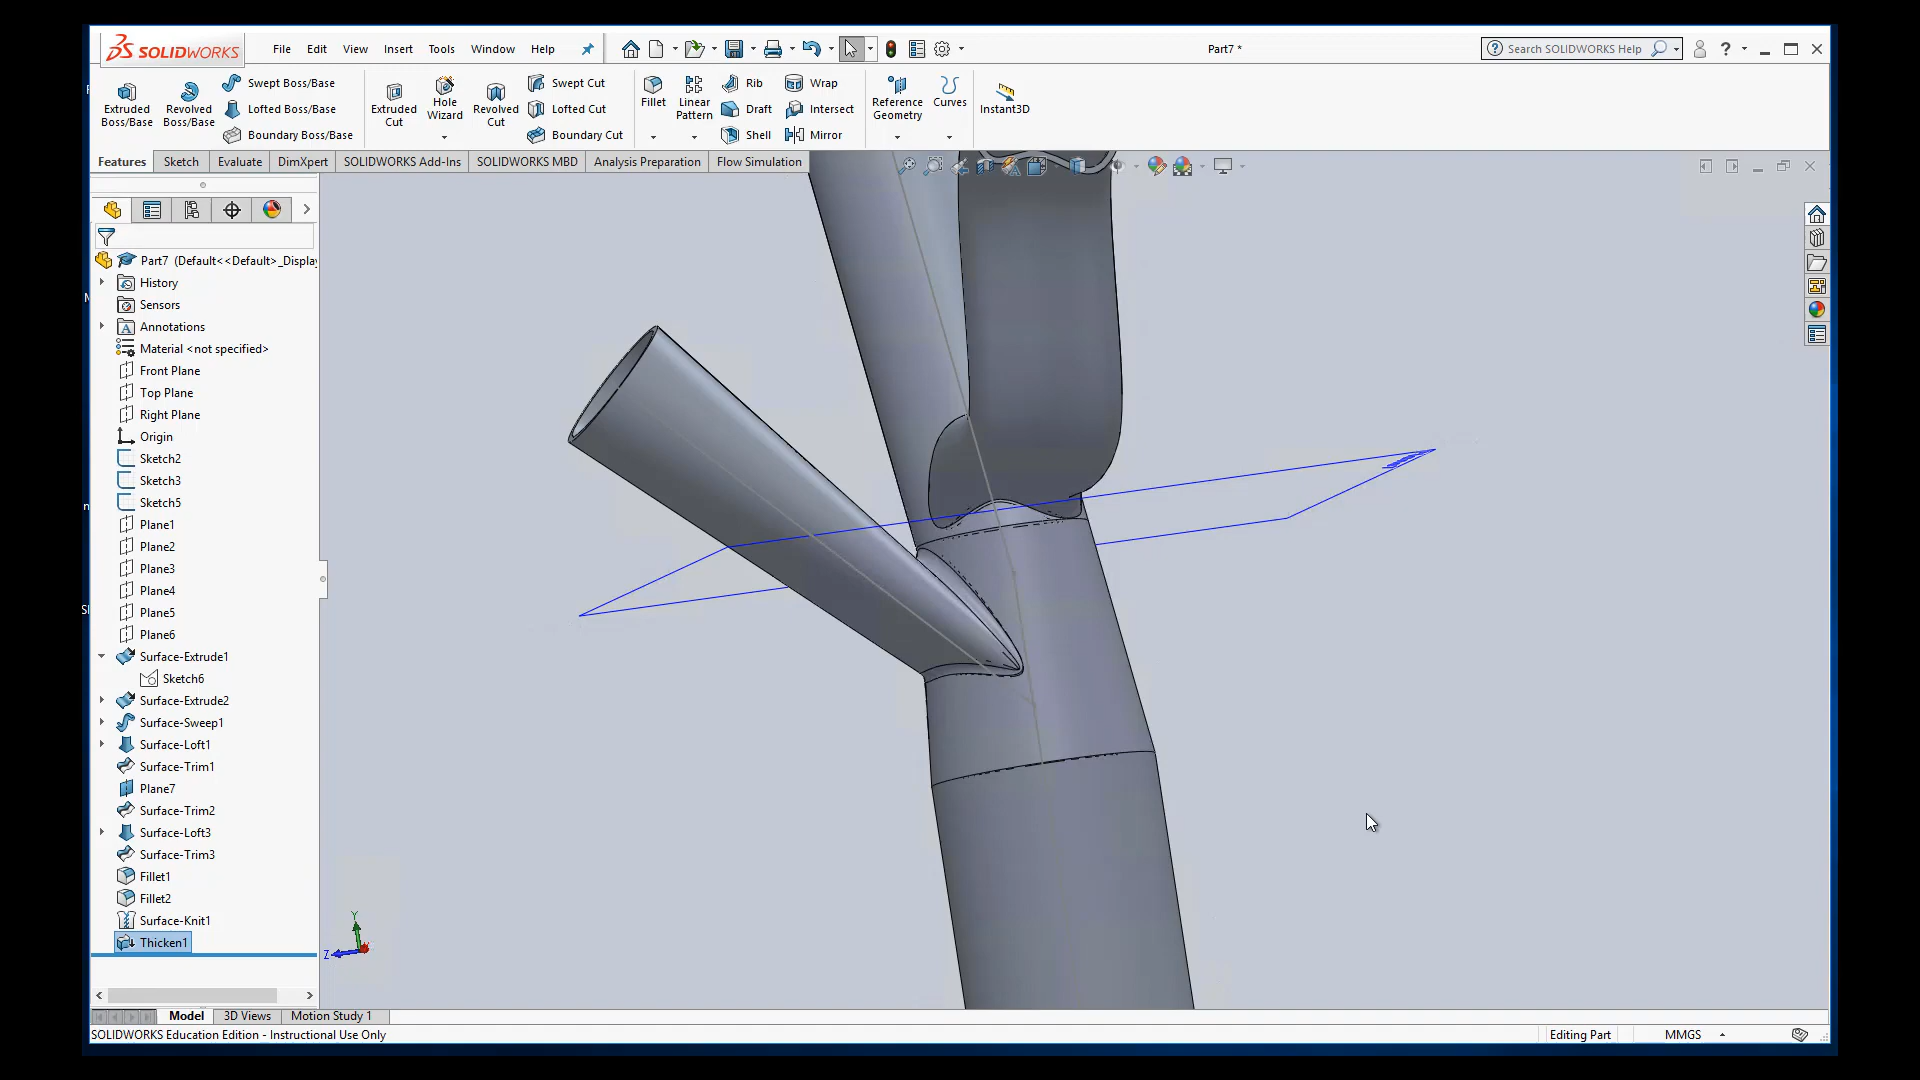 SOLIDWORKS File Edit View Insert Tools Window Help Part7 * Search SOLIDWORKS Help ?
Extruded Boss/Base
Revolved Boss/Base
Swept Boss/Base
Lofted Boss/Base
Boundary Boss/Base
Extruded Cut
Hole Wizard
Revolved Cut
Swept Cut
Lofted Cut
Boundary Cut
Fillet
Linear Pattern
Rib
Draft
Shell
Wrap
Intersect
Mirror
Reference Geometry
Curves
Instant3D
Features Sketch Evaluate DimXpert SOLIDWORKS Add-Ins SOLIDWORKS MBD Analysis Preparation Flow Simulation
Part7 (Default<<Default>_Display
History
Sensors
Annotations
Material <not specified>
Front Plane
Top Plane
Right Plane
Origin
Sketch2
Sketch3
Sketch5
Plane1
Plane2
Plane3
Plane4
Plane5
Plane6
Surface-Extrude1
Sketch6
Surface-Extrude2
Surface-Sweep1
Surface-Loft1
Surface-Trim1
Plane7
Surface-Trim2
Surface-Loft3
Surface-Trim3
Fillet1
Fillet2
Surface-Knit1
Thicken1
Y
Z
Model 3D Views Motion Study 1
SOLIDWORKS Education Edition - Instructional Use Only Editing Part MMGS